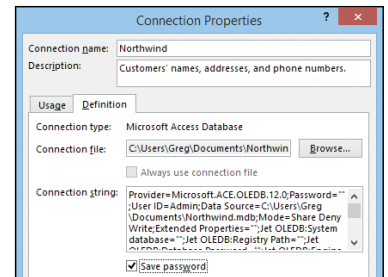 Connection Properties ? ×
Connection name: Northwind
Description: Customers' names, addresses, and phone numbers.
Usage Definition
Connection type: Microsoft Access Database
Connection file: C:\Users\Greg\Documents\Northwin Browse...
Always use connection file
Connection string: Provider=Microsoft.ACE.OLEDB.12.0;Password=""
;User ID=Admin;Data Source=C:\Users\Greg
\Documents\Northwind.mdb;Mode=Share Deny
Write;Extended Properties="";Jet OLEDB:System
database="";Jet OLEDB:Registry Path="";Jet
Save password